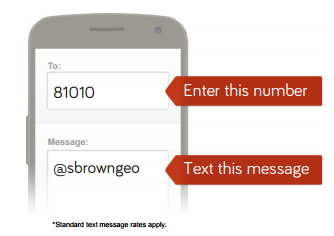 To:
81010
Enter this number
Message:
@sbrowngeo
Text this message
*Standard text message rates apply.